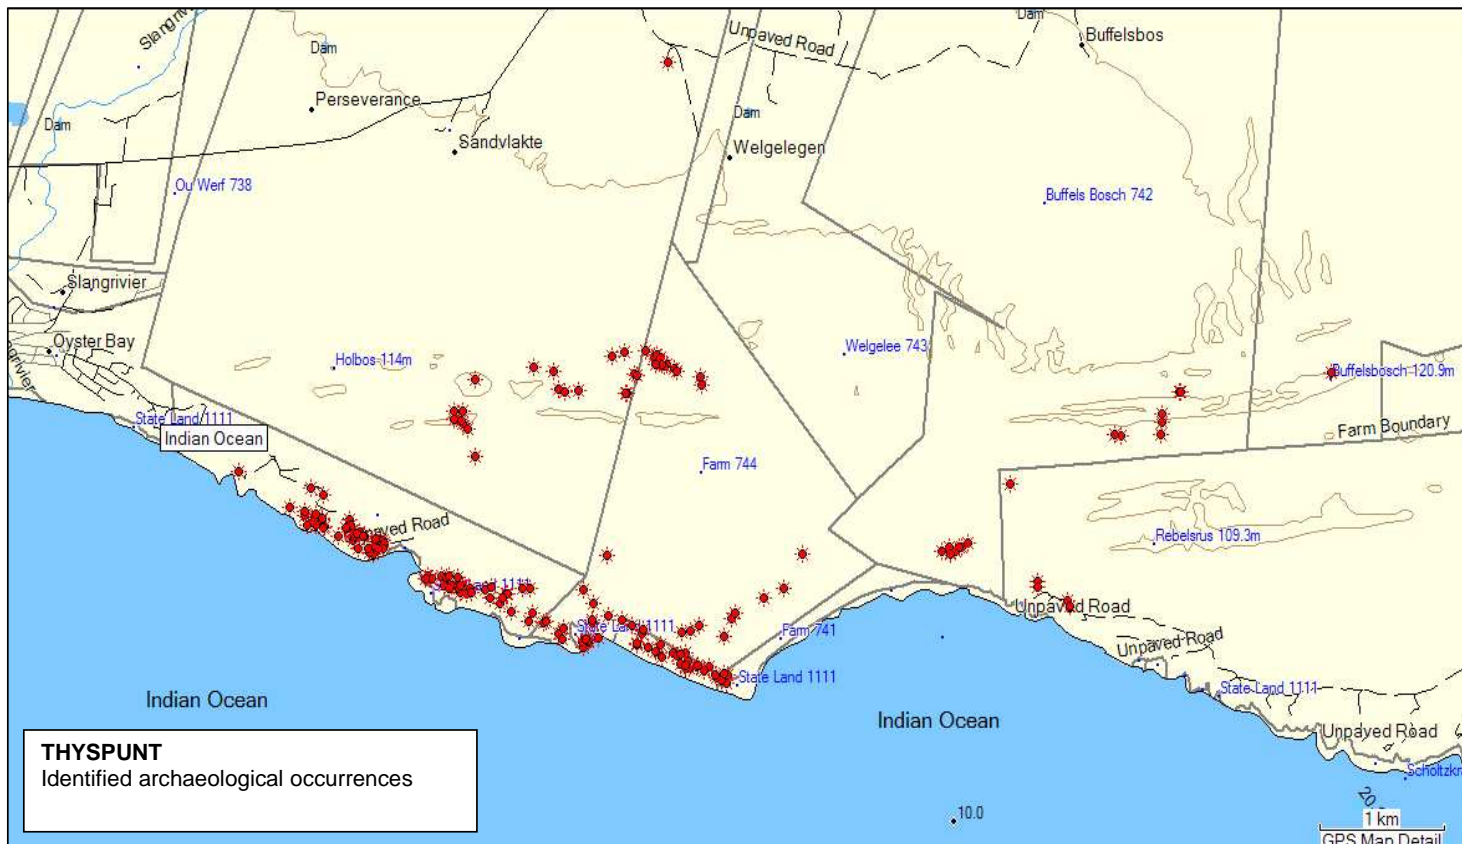 Slangrivier
Dam
Unpaved Road
Dam
Buffelsbos
Perseverance
Dam
Dam
Sandvlakte
Welgelegen
Ou Werf 738
Buffels Bosch 742
Slangrivier
Oyster Bay
Holbos 114m
Welgelee 743
Buffelsbosch 120.9m
State Land 1111
Indian Ocean
Farm Boundary
Farm 744
Unpaved Road
Rebelsrus 109.3m
State Land 1111
Unpaved Road
State Land 1111
Farm 741
Unpaved Road
State Land 1111
State Land 1111
Indian Ocean
Indian Ocean
Unpaved Road
THYSPUNT
Identified archaeological occurrences
10.0
1 km
GPS Map Detail